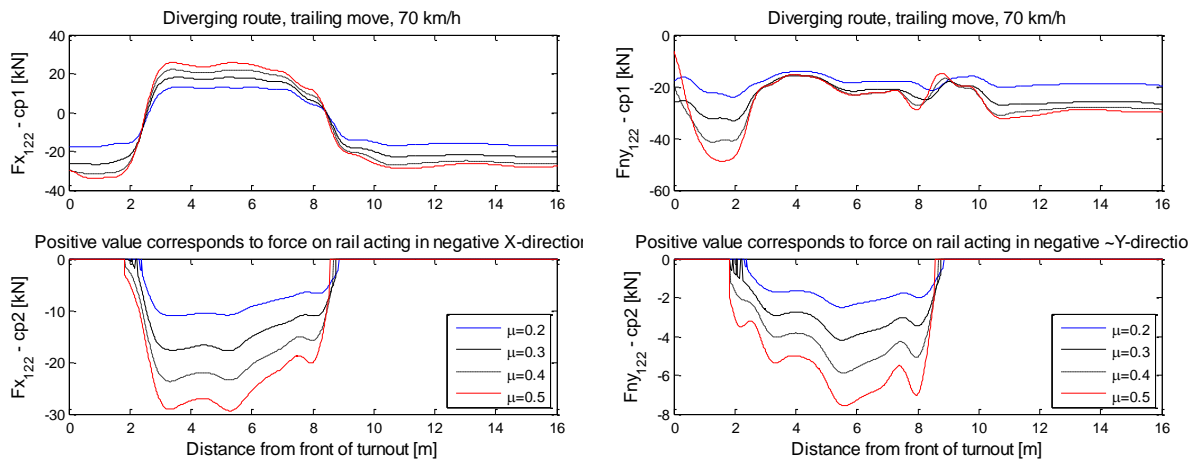 Diverging route, trailing move, 70 km/h
Fx122 - cp1 [kN]
40
20
0
-20
-40
0 2 4 6 8 10 12 14 16
Positive value corresponds to force on rail acting in negative X-direction
Fx122 - cp2 [kN]
0
-10
-20
-30
μ=0.2
μ=0.3
μ=0.4
μ=0.5
0 2 4 6 8 10 12 14 16
Distance from front of turnout [m]
Diverging route, trailing move, 70 km/h
Fny122 - cp1 [kN]
0
-20
-40
-60
0 2 4 6 8 10 12 14 16
Positive value corresponds to force on rail acting in negative ~Y-directio
Fny122 - cp2 [kN]
0
-2
-4
-6
-8
μ=0.2
μ=0.3
μ=0.4
μ=0.5
0 2 4 6 8 10 12 14 16
Distance from front of turnout [m]